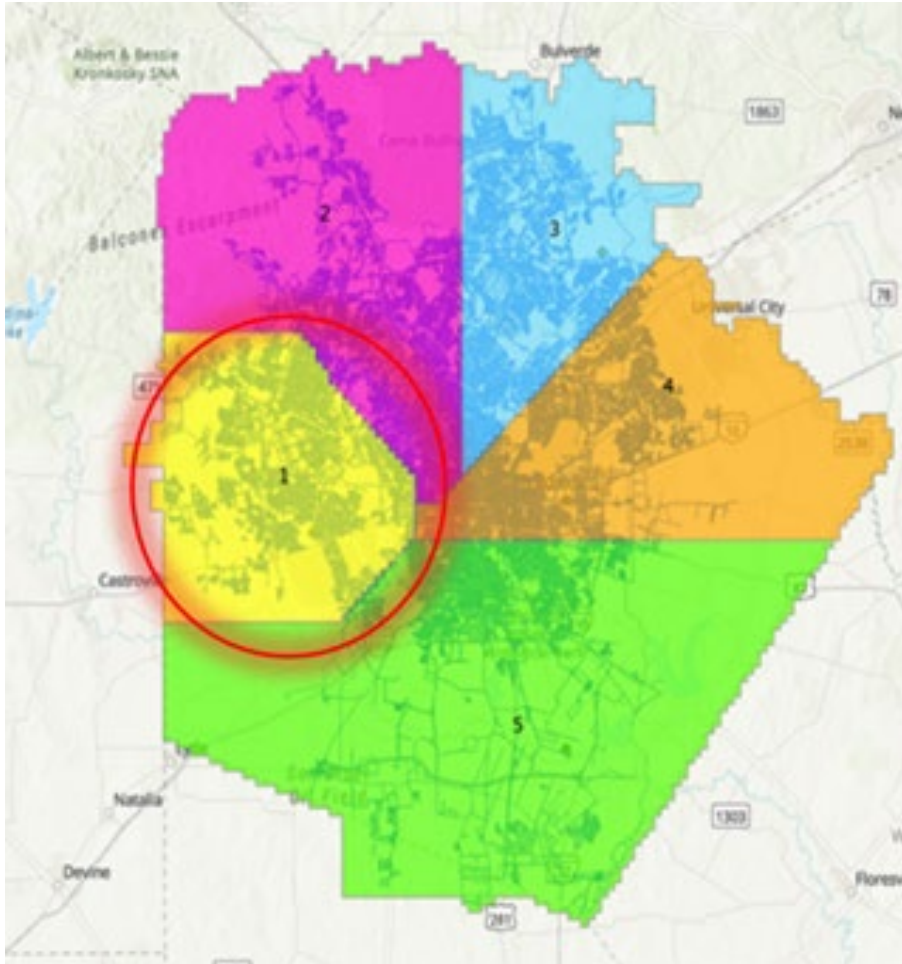 Albert & Bessie
Kronkosky SNA
Bulverde
1863
2
Balcones Escarpment
3
78
Universal City
4
471
1
Castrov
5
Natalia
1303
Devine
Floresv
281